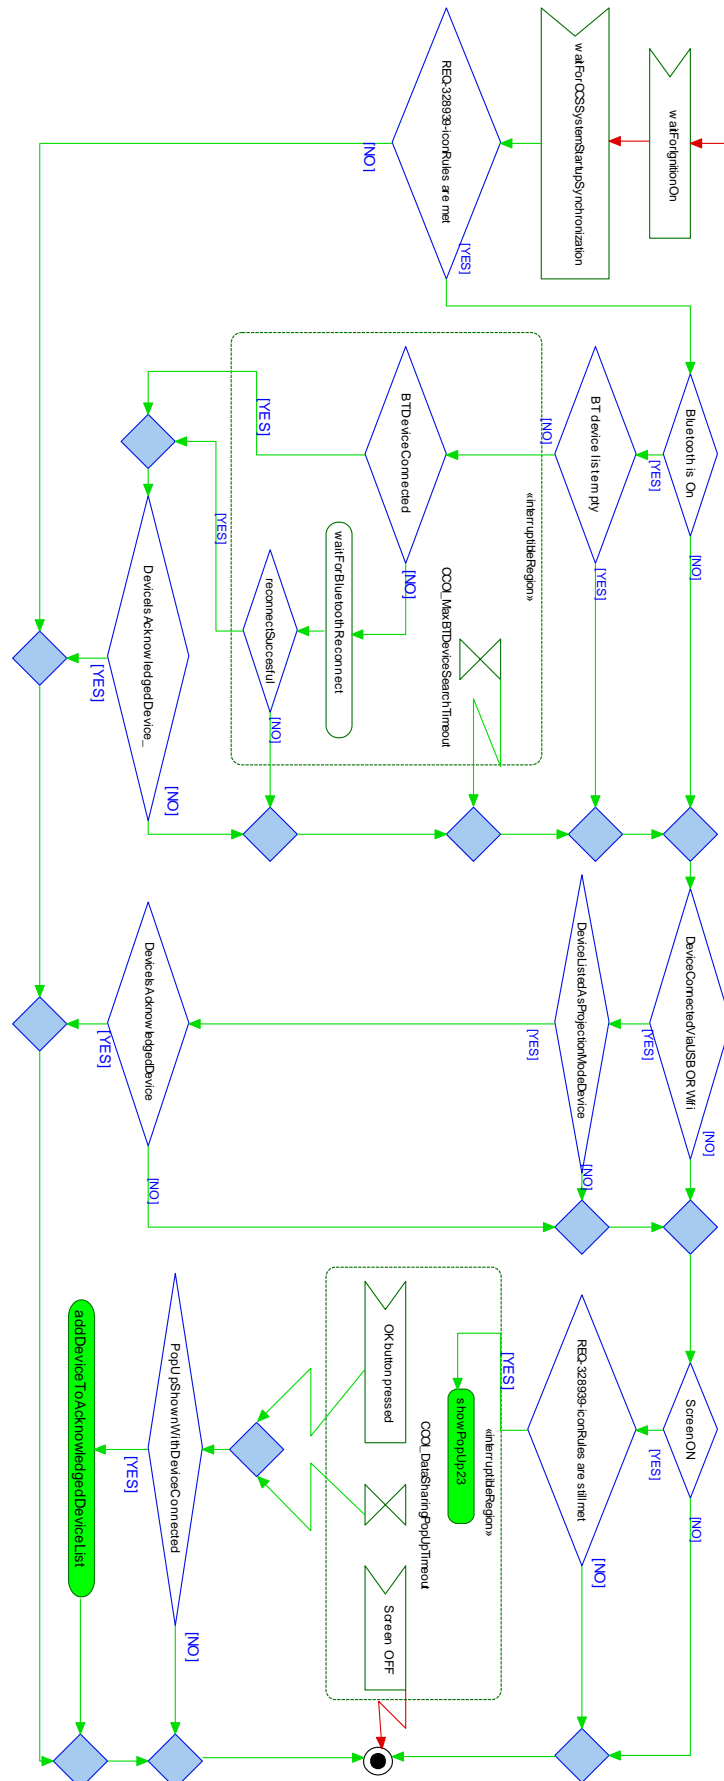 waitForIgnitionOn
waitForCCSSystemStartupSynchronization
REQ-328939-iconRules are met
[NO]
[YES]
Bluetooth is On
[YES]
[NO]
BT device list empty
[NO]
[YES]
«interruptibleRegion»
BTDeviceConnected
[YES]
[NO]
CCOI_MaxBTDeviceSearchTimeout
waitForBluetoothReconnect
reconnectSuccesful
[YES]
[NO]
DeviceIsAcknowledgedDevice_
[YES]
[NO]
DeviceConnectedViaUSB OR Wifi
[YES]
[NO]
DeviceListedAsProjectionModeDevice
[YES]
[NO]
DeviceIsAcknowledgedDevice
[YES]
[NO]
ScreenON
[YES]
[NO]
REQ-328939-iconRules are still met
[YES]
[NO]
«interruptibleRegion»
showPopUp23
OK button pressed
CCOI_DataSharingPopUpTimeout
Screen OFF
PopUpShownWithDeviceConnected
[YES]
[NO]
addDeviceToAcknowledgedDeviceList